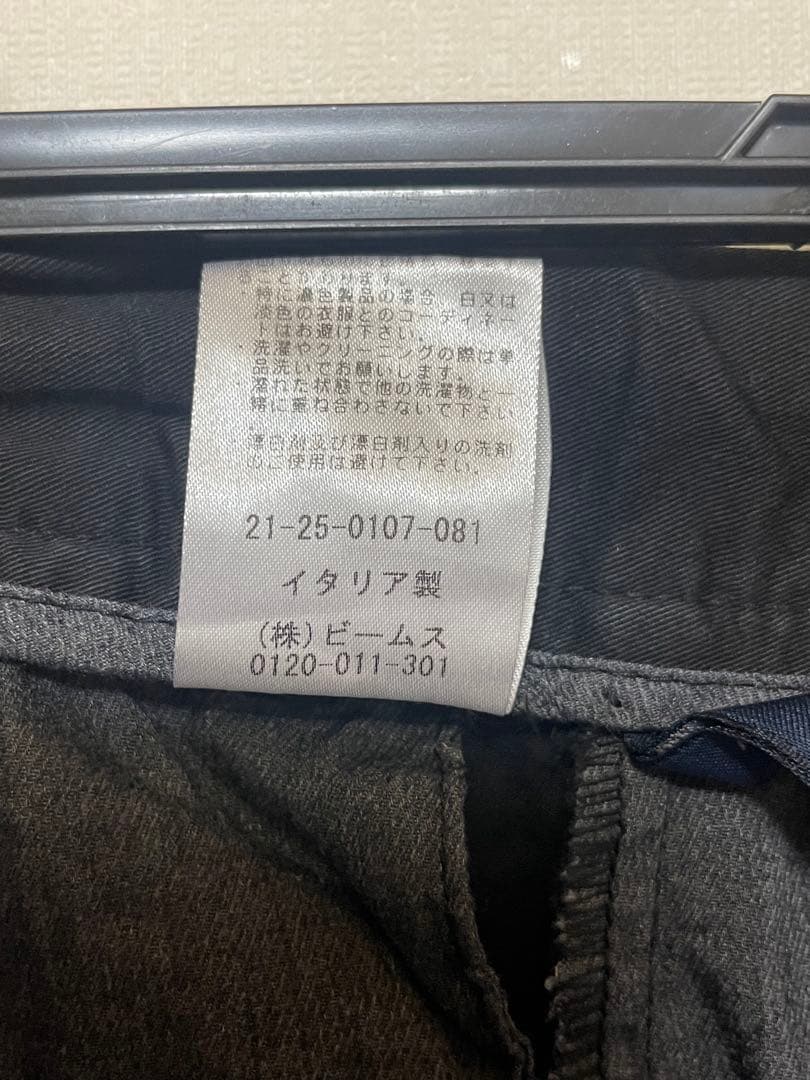 とがあります。
・特に濃色製品の場合、白又は
淡色の衣服とのコーディネー
トはお避け下さい。
・洗濯やクリーニングの際は単
品洗いでお願いします。
・濡れた状態で他の洗濯物と一
緒に重ね合わさないで下さい
・漂白剤及び漂白剤入りの洗剤
のご使用は避けて下さい。
21-25-0107-081
イタリア製
(株)ビームス
0120-011-301